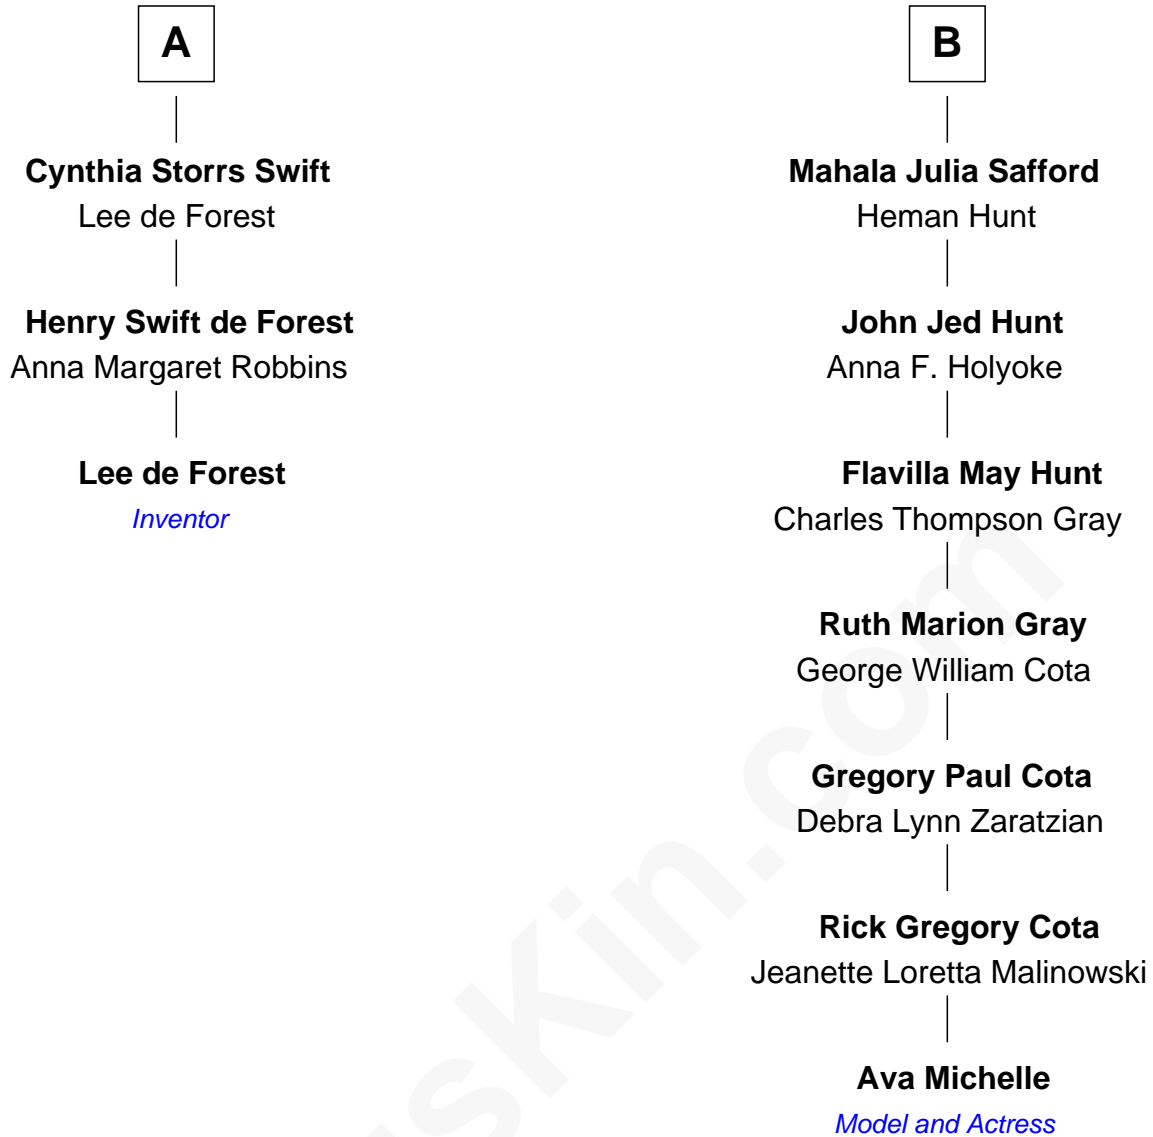 A
Cynthia Storrs Swift
Lee de Forest
Henry Swift de Forest
Anna Margaret Robbins
Lee de Forest
Inventor
B
Mahala Julia Safford
Heman Hunt
John Jed Hunt
Anna F. Holyoke
Flavilla May Hunt
Charles Thompson Gray
Ruth Marion Gray
George William Cota
Gregory Paul Cota
Debra Lynn Zaratzian
Rick Gregory Cota
Jeanette Loretta Malinowski
Ava Michelle
Model and Actress
sKin.com